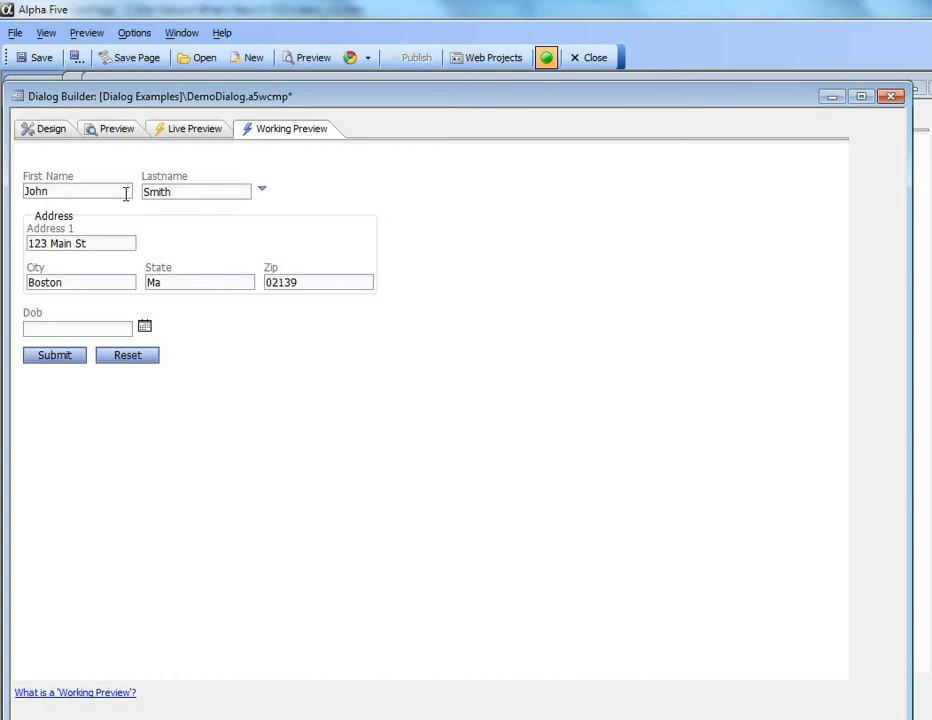 Alpha Five
File View Preview Options Window Help
Save Save Page Open New Preview Publish Web Projects Close
Dialog Builder: [Dialog Examples]\DemoDialog.a5wcmp*
Design Preview Live Preview Working Preview
First Name Lastname
John Smith
Address
Address 1
123 Main St
City State Zip
Boston Ma 02139
Dob
Submit Reset
What is a 'Working Preview'?